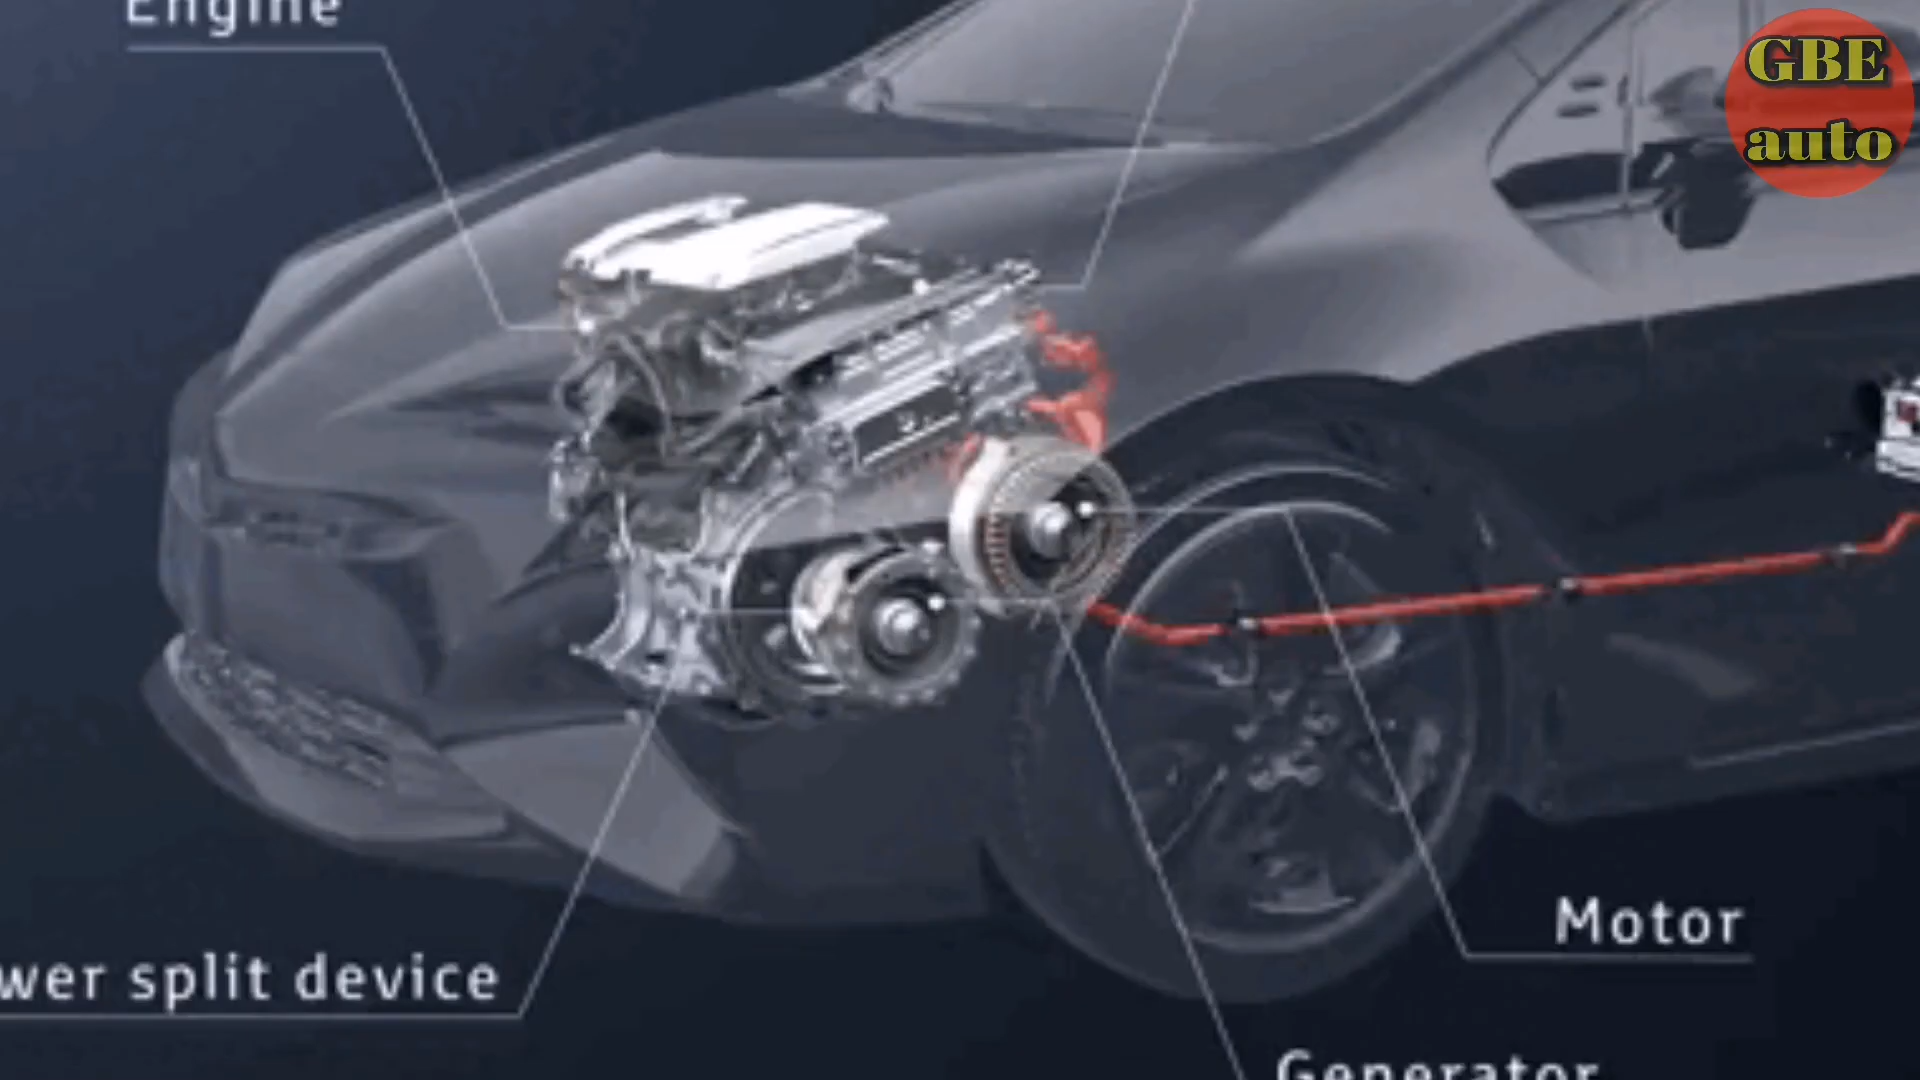 Engine
GBE
auto
Motor
wer split device
Generator